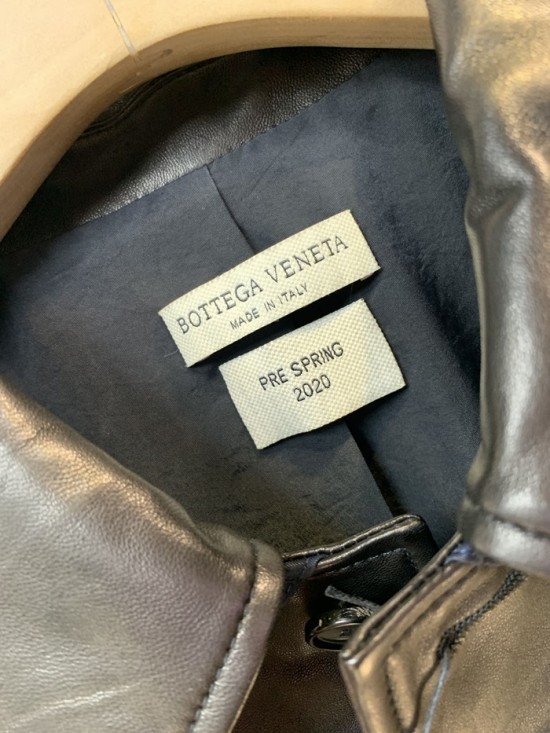 BOTTEGA VENETA
MADE IN ITALY
PRE SPRING
2020